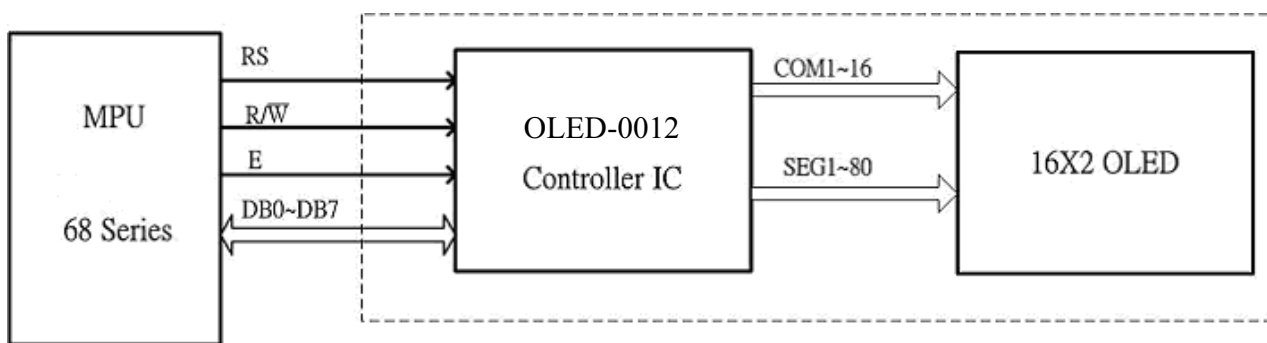 MPU
68 Series
RS
R/W̅
E
DB0~DB7
OLED-0012
Controller IC
COM1~16
SEG1~80
16X2 OLED